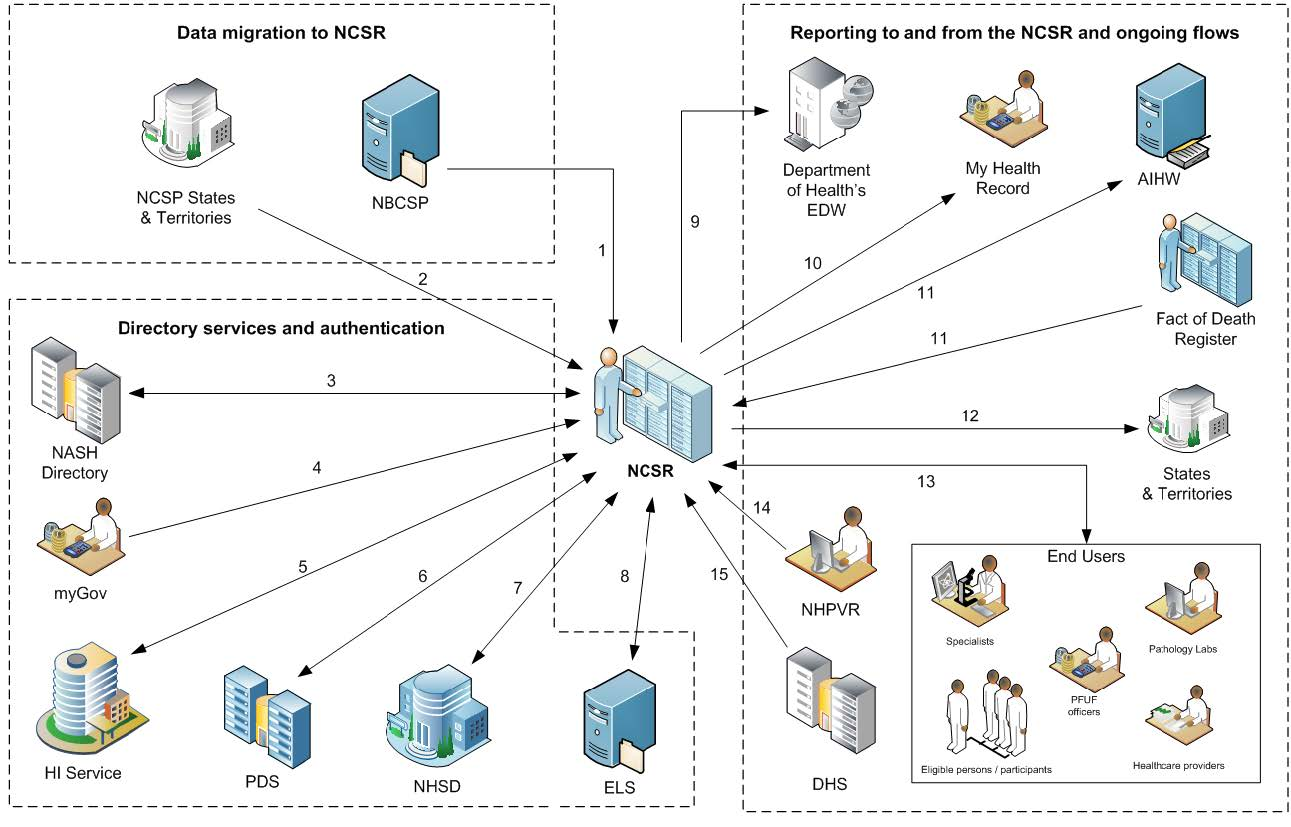 Data migration to NCSR
NCSP States
& Territories
NBCSP
1
2
Directory services and authentication
NASH
Directory
3
myGov
4
HI Service
5
PDS
6
NHSD
7
ELS
8
NCSR
Reporting to and from the NCSR and ongoing flows
Department
of Health's
EDW
9
My Health
Record
10
AIHW
11
Fact of Death
Register
11
States
& Territories
12
13
14
NHPVR
15
DHS
End Users
Specialists
Pathology Labs
PFUF
officers
Eligible persons / participants
Healthcare providers